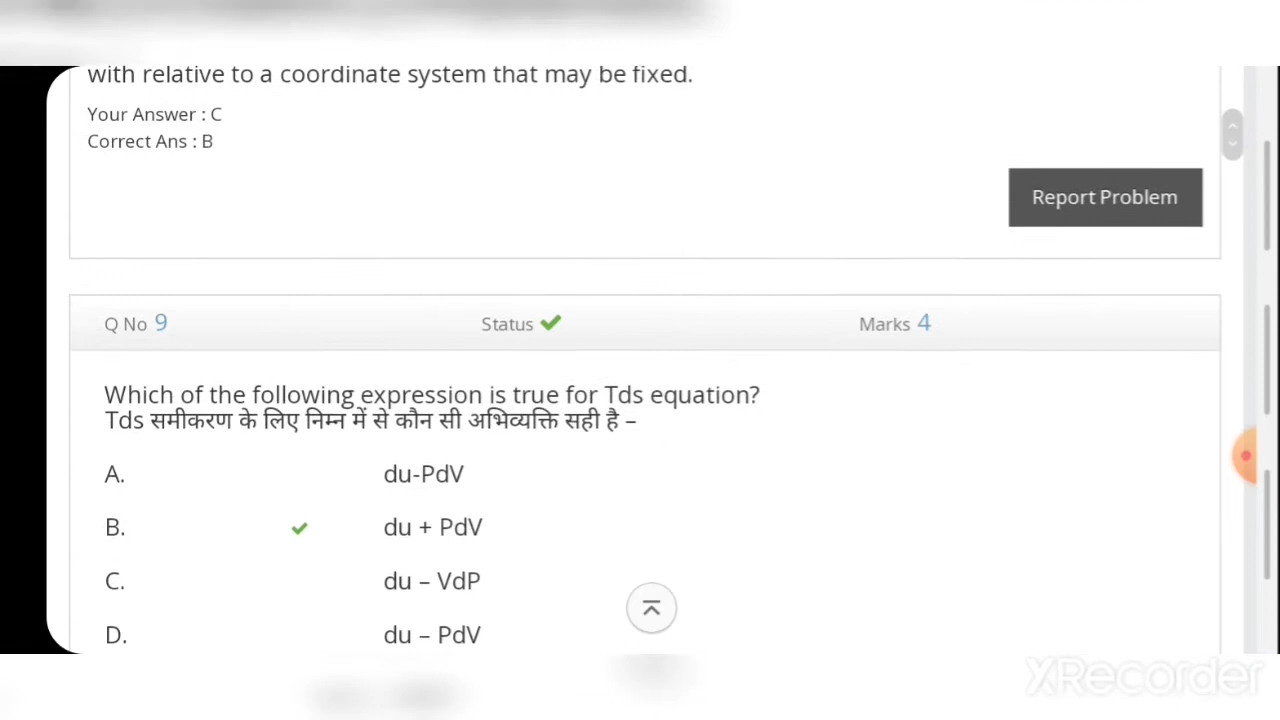 with relative to a coordinate system that may be fixed.
Your Answer : C
Correct Ans : B
Report Problem
Q No 9 Status Marks 4
Which of the following expression is true for Tds equation?
Tds समीकरण के लिए निम्न में से कौन सी अभिव्यक्ति सही है –
A. du-PdV
B. du + PdV
C. du – VdP
D. du – PdV
XRecorder